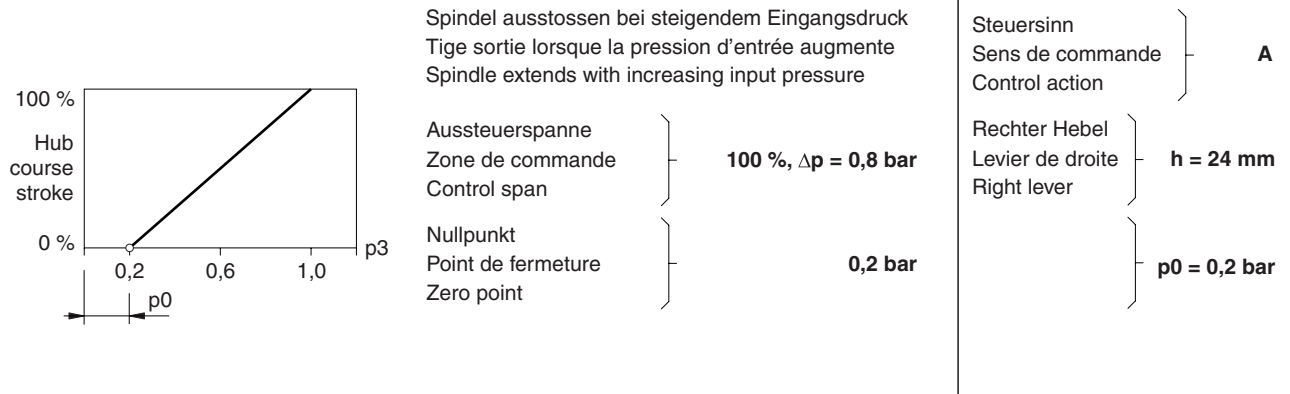 100 %
Hub
course
stroke
0 %
0,2
0,6
1,0
p3
p0
Spindel ausstossen bei steigendem Eingangsdruck
Tige sortie lorsque la pression d'entrée augmente
Spindle extends with increasing input pressure
Aussteuerspanne
Zone de commande
Control span
100 %, Δp = 0,8 bar
Nullpunkt
Point de fermeture
Zero point
0,2 bar
Steuersinn
Sens de commande
Control action
A
Rechter Hebel
Levier de droite
Right lever
h = 24 mm
p0 = 0,2 bar